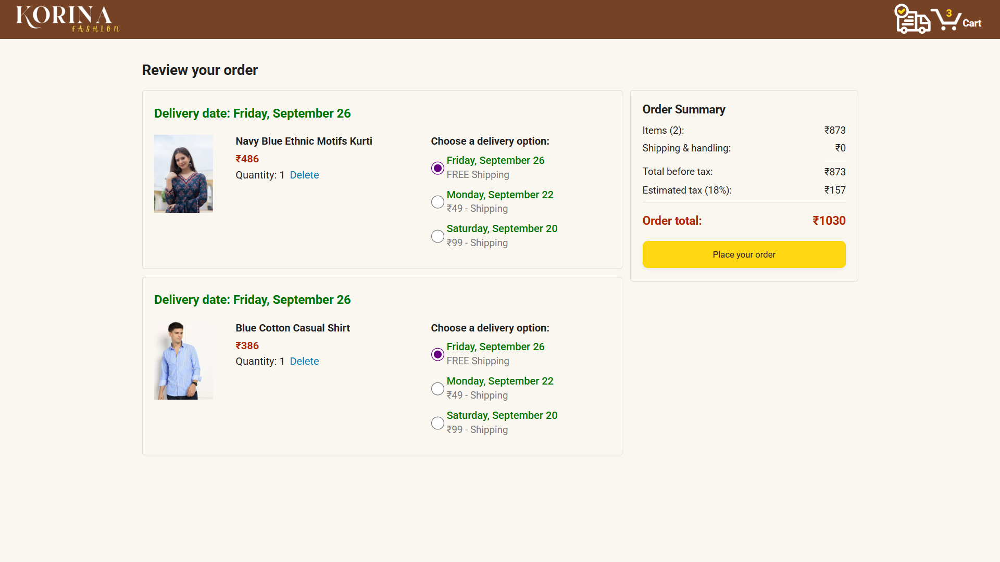 KORINA
FASHION
3
Cart
Review your order
Delivery date: Friday, September 26
Navy Blue Ethnic Motifs Kurti
₹486
Quantity: 1 Delete
Choose a delivery option:
Friday, September 26
FREE Shipping
Monday, September 22
₹49 - Shipping
Saturday, September 20
₹99 - Shipping
Delivery date: Friday, September 26
Blue Cotton Casual Shirt
₹386
Quantity: 1 Delete
Choose a delivery option:
Friday, September 26
FREE Shipping
Monday, September 22
₹49 - Shipping
Saturday, September 20
₹99 - Shipping
Order Summary
Items (2): ₹873
Shipping & handling: ₹0
Total before tax: ₹873
Estimated tax (18%): ₹157
Order total: ₹1030
Place your order